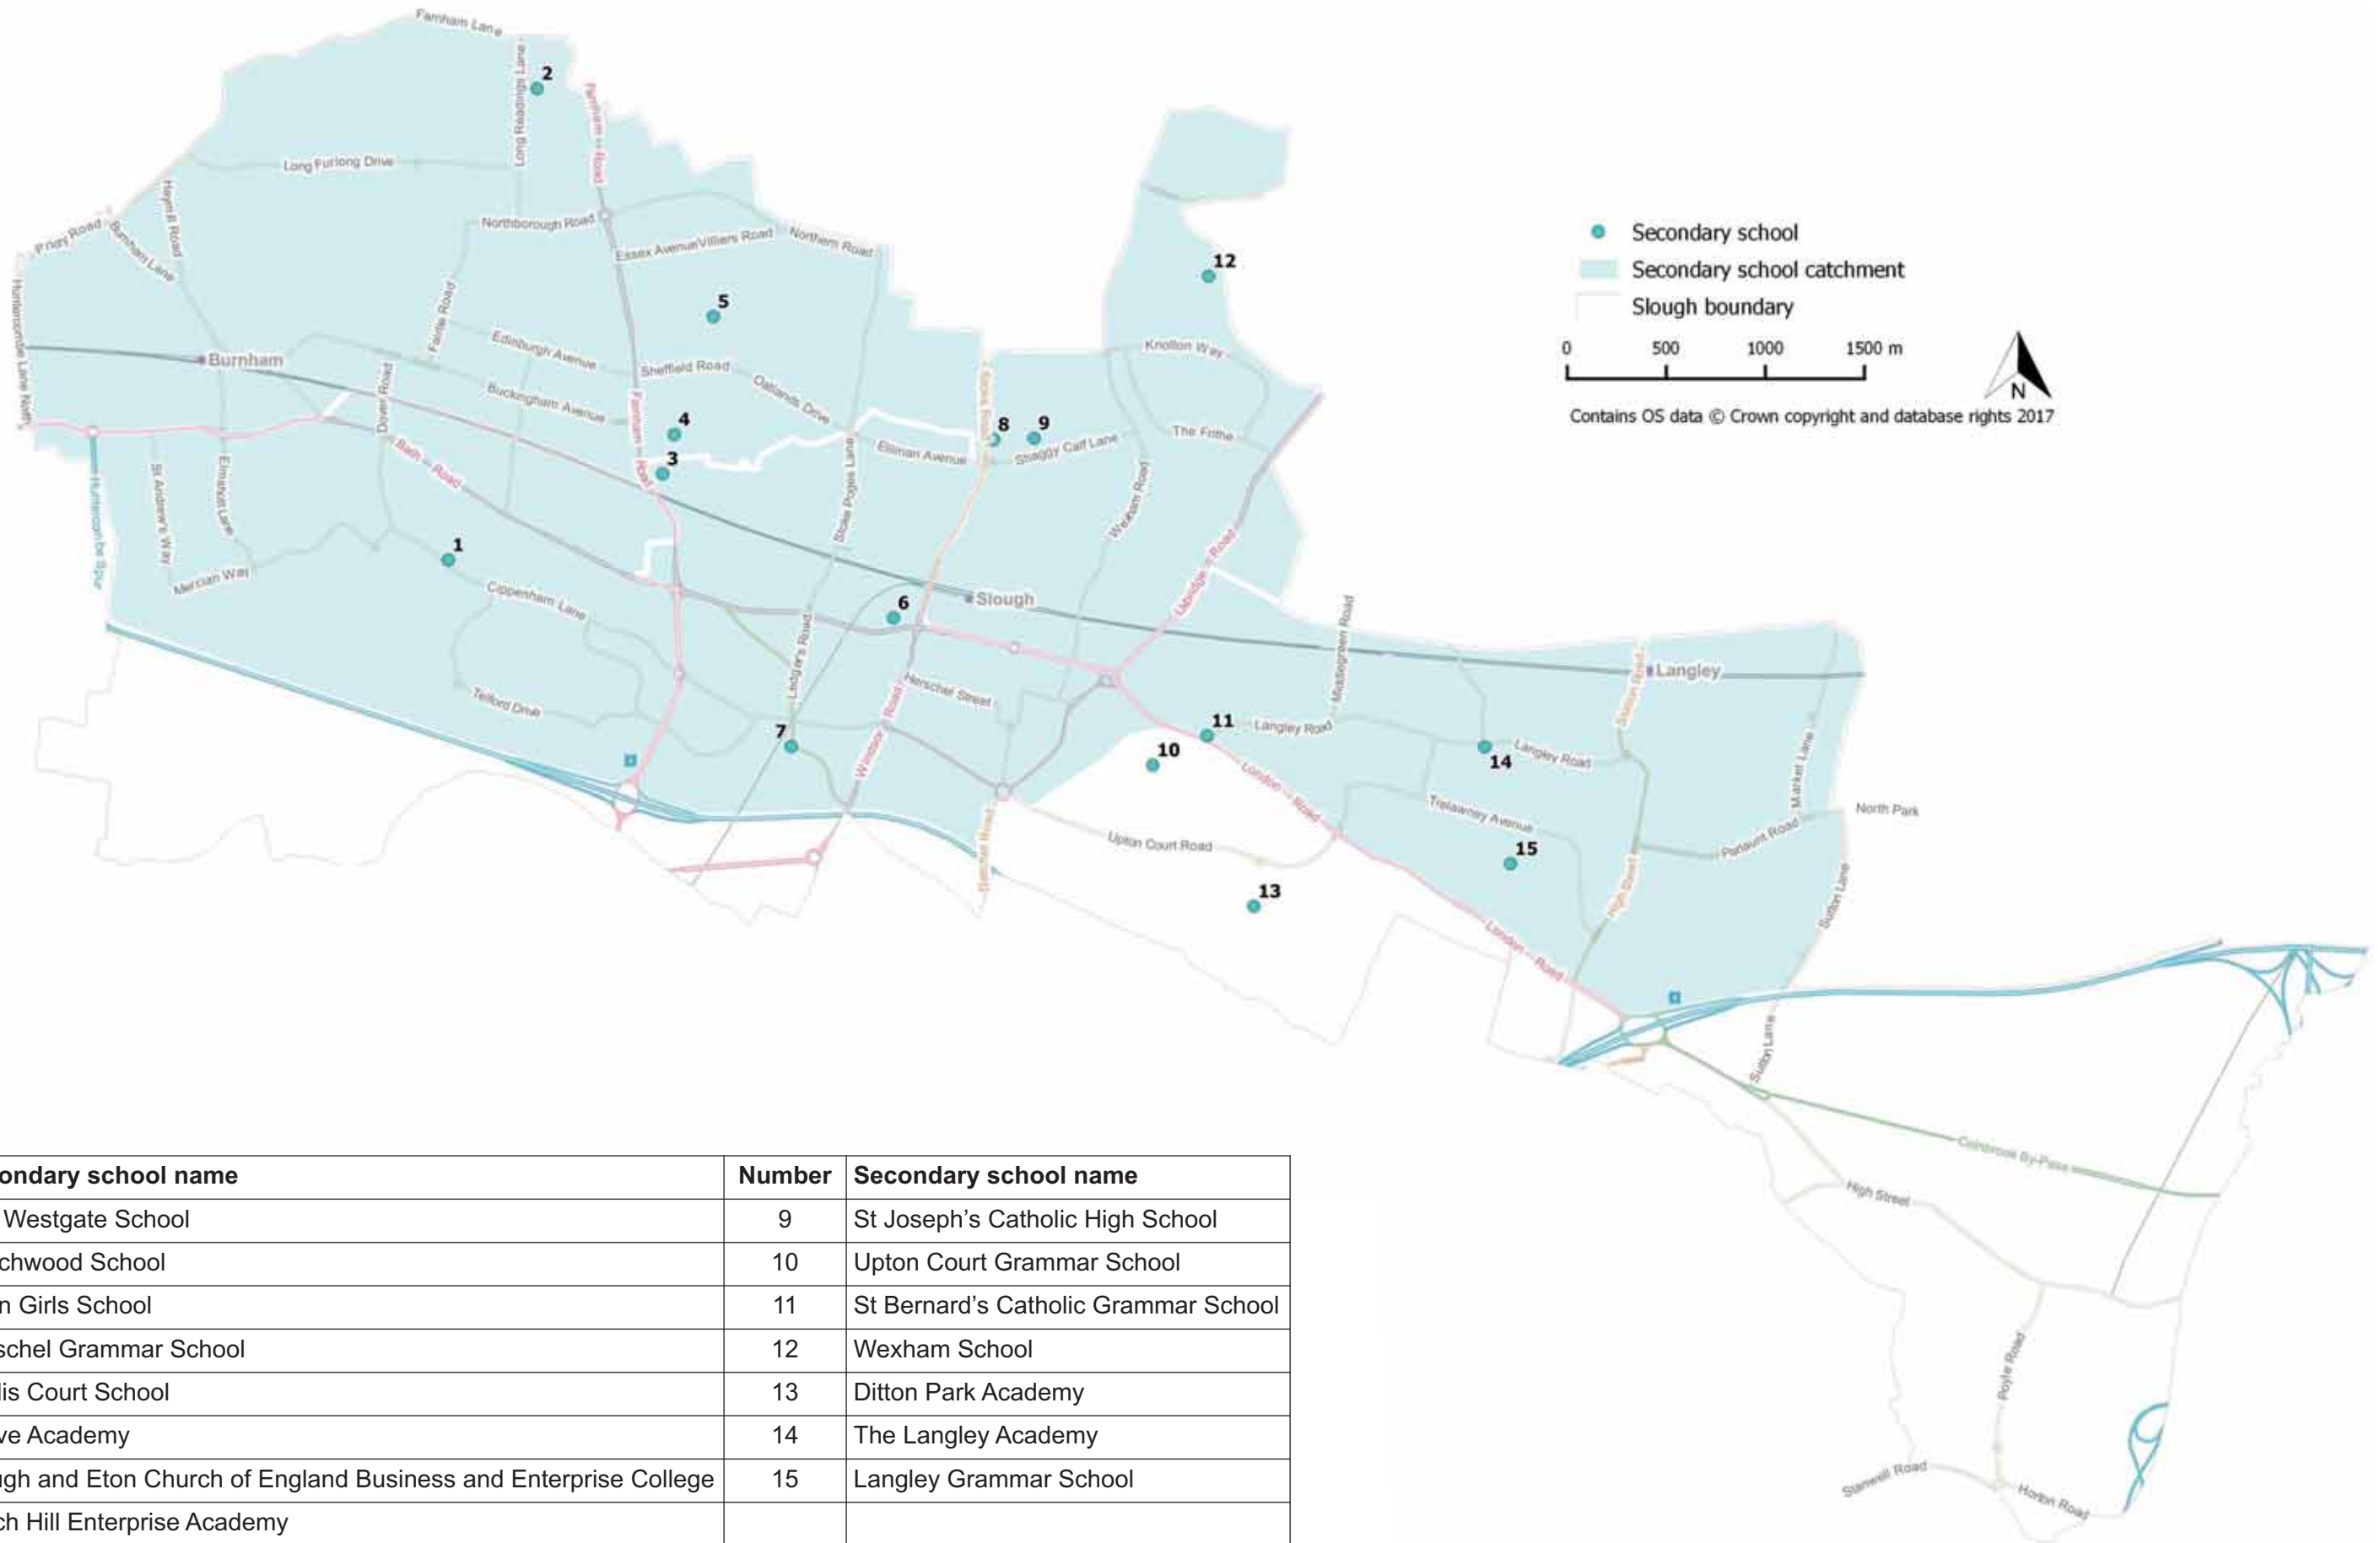 Farnham Lane
Long Readings Lane
2
Farnham Road
Long Furlong Drive
Haymill Road
Priory Road
Burnham Lane
Northborough Road
Essex Avenue
Villiers Road
Northern Road
12
Secondary school
Secondary school catchment
Slough boundary
0 500 1000 1500 m
N
Contains OS data © Crown copyright and database rights 2017
Huntercombe Lane North
5
Fairlie Road
Edinburgh Avenue
Sheffield Road
Knolton Way
Burnham
Dover Road
Buckingham Avenue
Oatlands Drive
Farnham Road
4
8
9
The Frithe
Bath Road
3
Stoke Poges Lane
Elliman Avenue
Shaggy Calf Lane
Wexham Road
Huntercombe Spur
St Andrew's Way
Elmshott Lane
1
Mercian Way
Cippenham Lane
6
Slough
Uxbridge Road
Middlegreen Road
Ledger's Road
Langley
Station Road
Telford Drive
Herschel Street
Windsor Road
7
11
Langley Road
10
14
Langley Road
Market Lane
London Road
Trelawney Avenue
North Park
Parlaunt Road
Upton Court Road
15
High Street
Sutton Lane
13
London Road
Sutton Lane
Colnbrook By-Pass
High Street
Poyle Road
Stanwell Road
Horton Road
ondary school name Number Secondary school name
Westgate School 9 St Joseph’s Catholic High School
chwood School 10 Upton Court Grammar School
n Girls School 11 St Bernard’s Catholic Grammar School
schel Grammar School 12 Wexham School
lis Court School 13 Ditton Park Academy
ve Academy 14 The Langley Academy
ugh and Eton Church of England Business and Enterprise College 15 Langley Grammar School
ch Hill Enterprise Academy